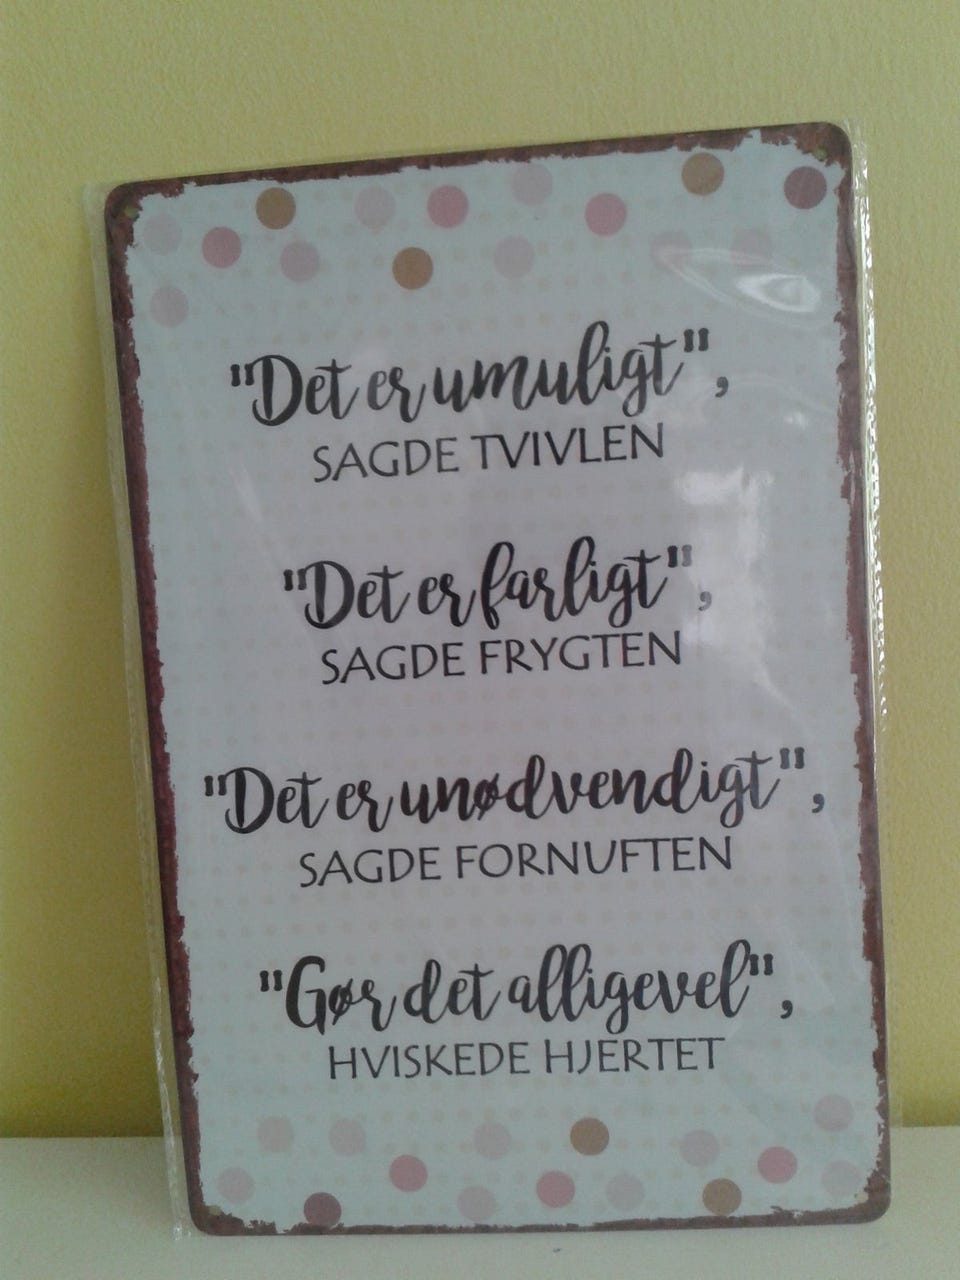 "Det er umuligt",
SAGDE TVIVLEN
"Det er farligt",
SAGDE FRYGTEN
"Det er unødvendigt",
SAGDE FORNUFTEN
"Gør det alligevel",
HVISKEDE HJERTET